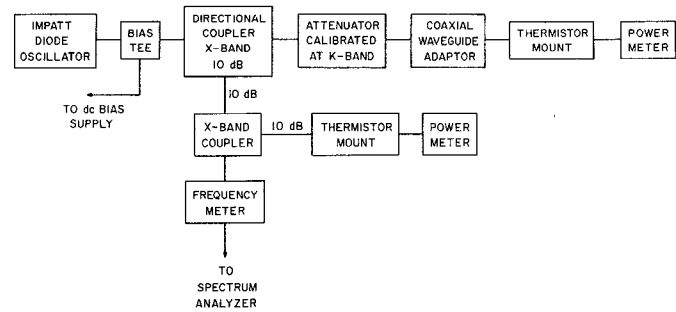 IMPATT
DIODE
OSCILLATOR
BIAS
TEE
DIRECTIONAL
COUPLER
X-BAND
10 dB
ATTENUATOR
CALIBRATED
AT K-BAND
COAXIAL
WAVEGUIDE
ADAPTOR
THERMISTOR
MOUNT
POWER
METER
TO dc BIAS
SUPPLY
10 dB
X-BAND
COUPLER
10 dB
THERMISTOR
MOUNT
POWER
METER
FREQUENCY
METER
TO
SPECTRUM
ANALYZER